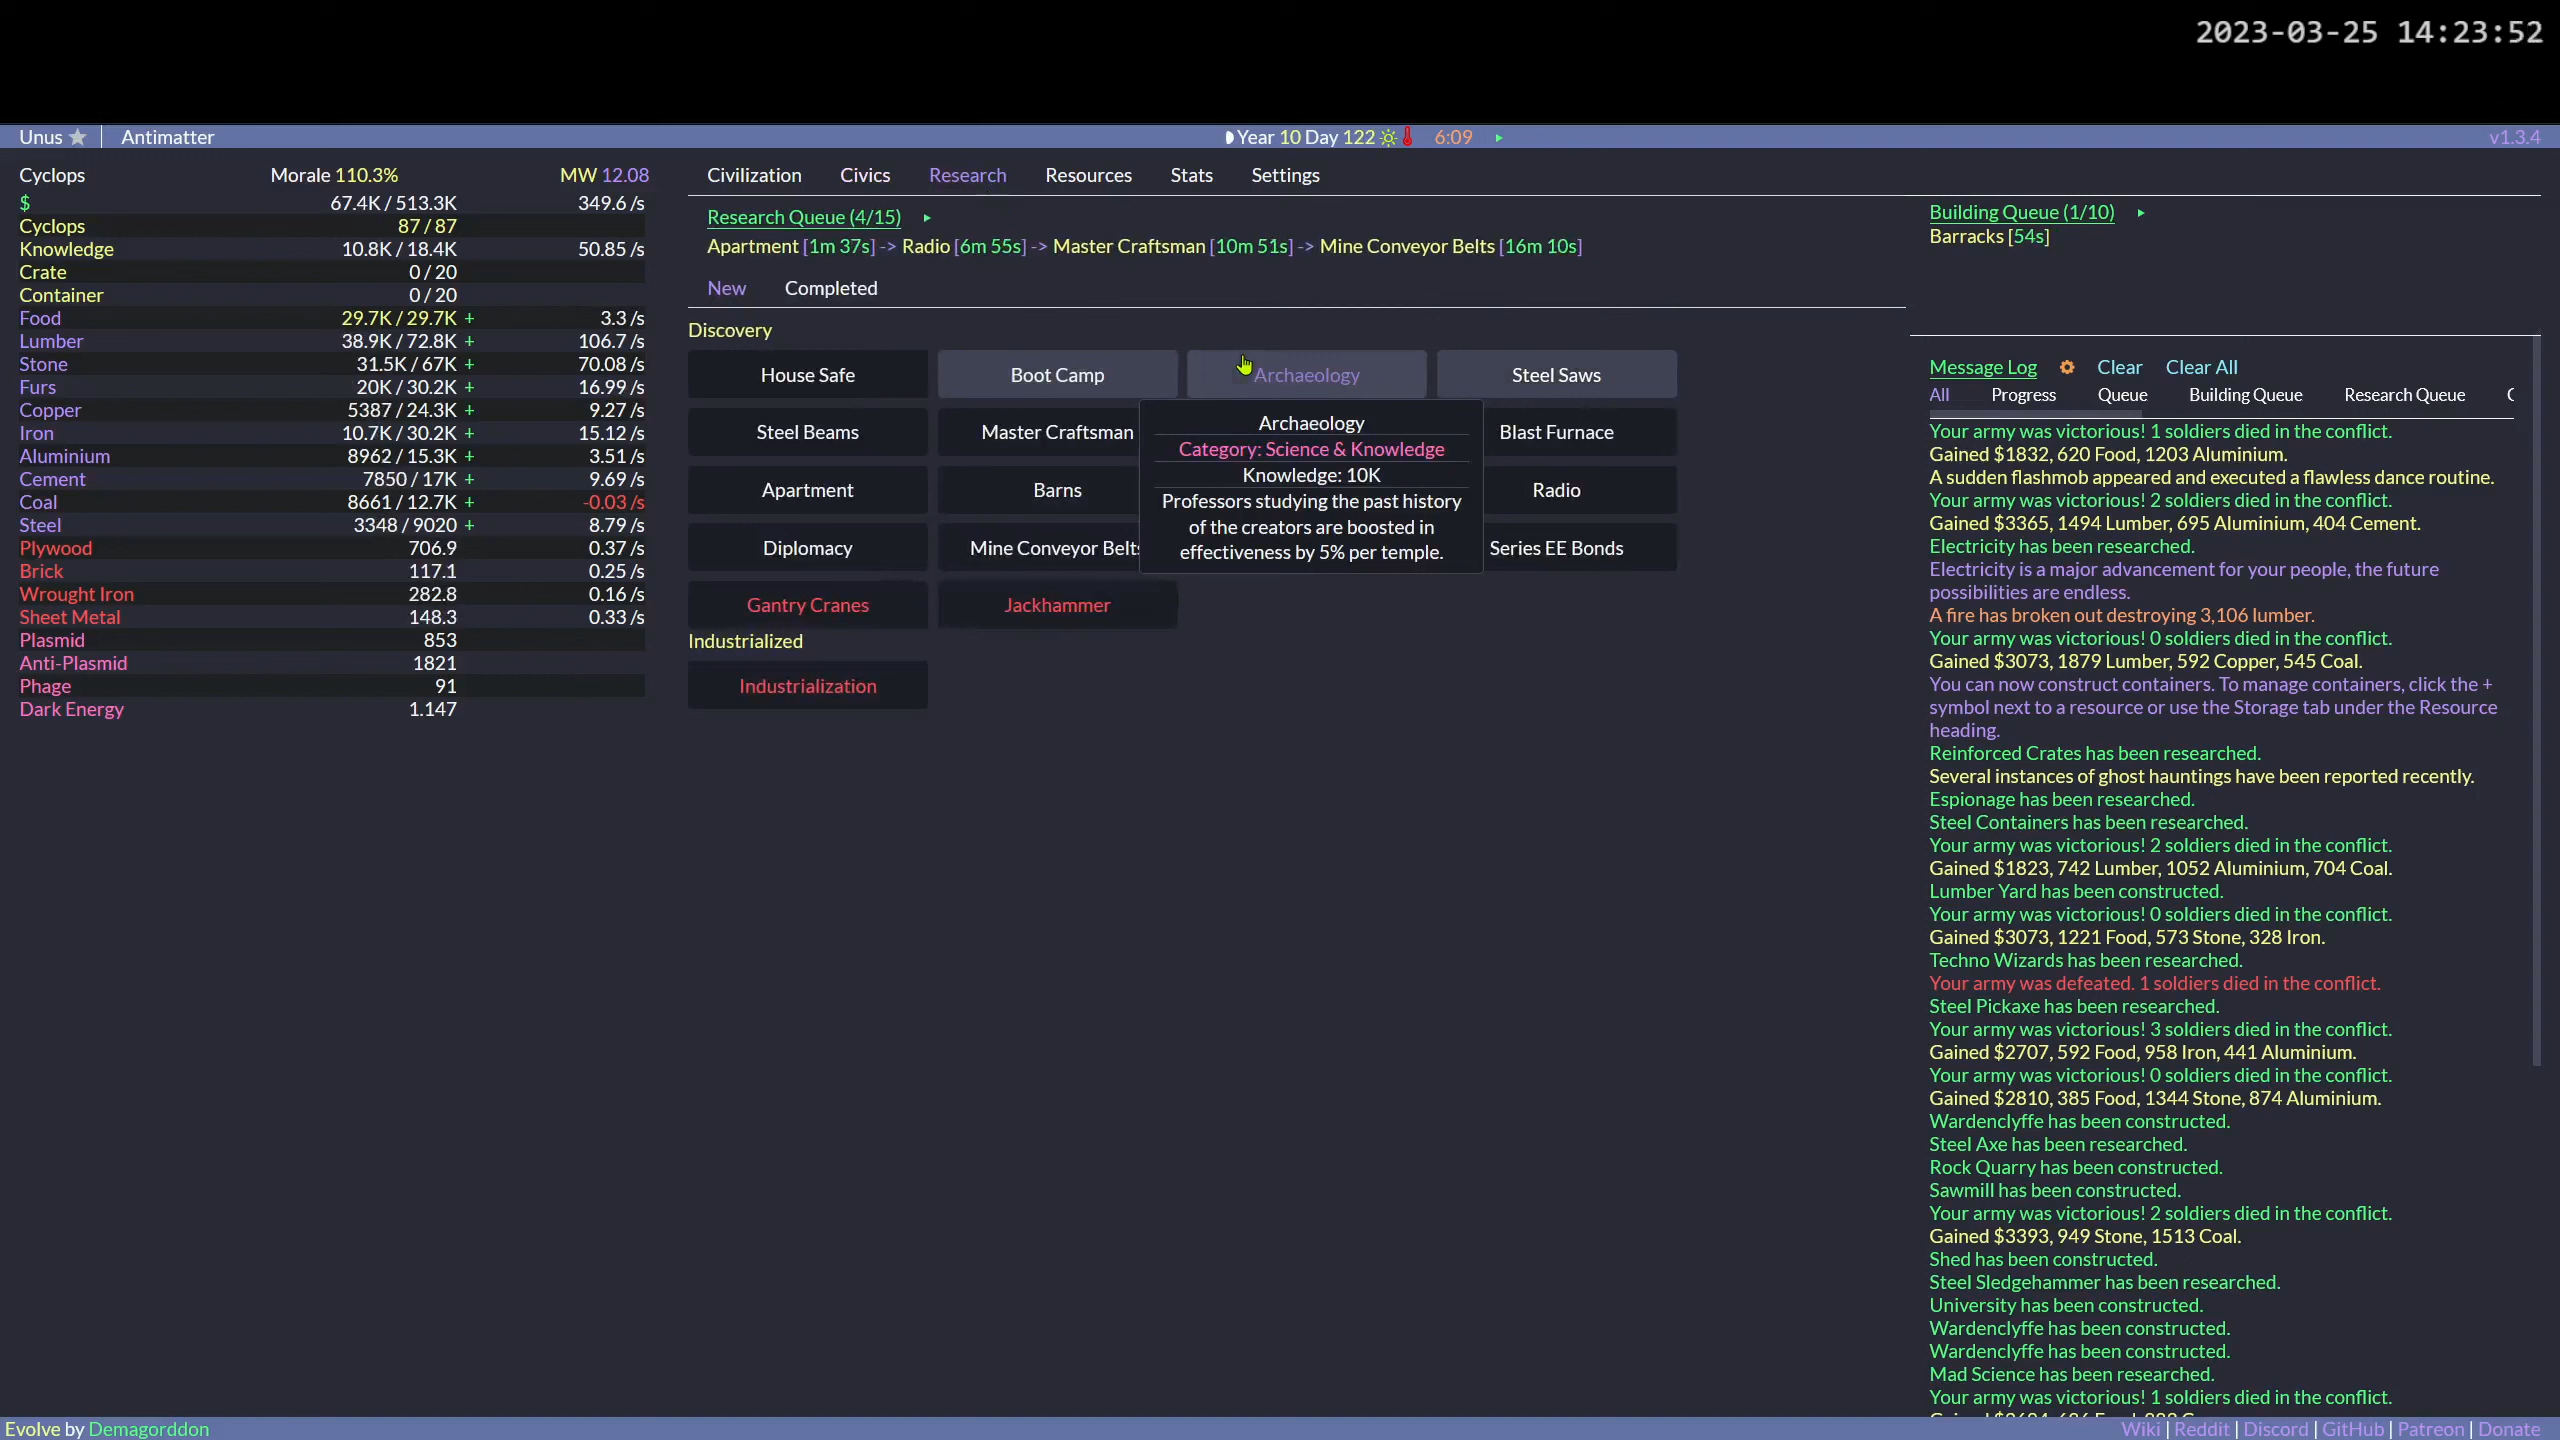 2023-03-25 14:23:52
Unus | Antimatter
Year 10 Day 122 6:09
v1.3.4
Cyclops Morale 110.3% MW 12.08
$ 67.4K / 513.3K 349.6 /s
Cyclops 87 / 87
Knowledge 10.8K / 18.4K 50.85 /s
Crate 0 / 20
Container 0 / 20
Food 29.7K / 29.7K + 3.3 /s
Lumber 38.9K / 72.8K + 106.7 /s
Stone 31.5K / 67K + 70.08 /s
Furs 20K / 30.2K + 16.99 /s
Copper 5387 / 24.3K + 9.27 /s
Iron 10.7K / 30.2K + 15.12 /s
Aluminium 8962 / 15.3K + 3.51 /s
Cement 7850 / 17K + 9.69 /s
Coal 8661 / 12.7K + -0.03 /s
Steel 3348 / 9020 + 8.79 /s
Plywood 706.9 0.37 /s
Brick 117.1 0.25 /s
Wrought Iron 282.8 0.16 /s
Sheet Metal 148.3 0.33 /s
Plasmid 853
Anti-Plasmid 1821
Phage 91
Dark Energy 1.147
Civilization Civics Research Resources Stats Settings
Research Queue (4/15)
Apartment [1m 37s] -> Radio [6m 55s] -> Master Craftsman [10m 51s] -> Mine Conveyor Belts [16m 10s]
New Completed
Discovery
House Safe Boot Camp Archaeology Steel Saws
Steel Beams Master Craftsman Blast Furnace
Apartment Barns Radio
Diplomacy Mine Conveyor Belts Series EE Bonds
Gantry Cranes Jackhammer
Industrialized
Industrialization
Archaeology
Category: Science & Knowledge
Knowledge: 10K
Professors studying the past history
of the creators are boosted in
effectiveness by 5% per temple.
Building Queue (1/10)
Barracks [54s]
Message Log Clear Clear All
All Progress Queue Building Queue Research Queue
Your army was victorious! 1 soldiers died in the conflict.
Gained $1832, 620 Food, 1203 Aluminium.
A sudden flashmob appeared and executed a flawless dance routine.
Your army was victorious! 2 soldiers died in the conflict.
Gained $3365, 1494 Lumber, 695 Aluminium, 404 Cement.
Electricity has been researched.
Electricity is a major advancement for your people, the future
possibilities are endless.
A fire has broken out destroying 3,106 lumber.
Your army was victorious! 0 soldiers died in the conflict.
Gained $3073, 1879 Lumber, 592 Copper, 545 Coal.
You can now construct containers. To manage containers, click the +
symbol next to a resource or use the Storage tab under the Resource
heading.
Reinforced Crates has been researched.
Several instances of ghost hauntings have been reported recently.
Espionage has been researched.
Steel Containers has been researched.
Your army was victorious! 2 soldiers died in the conflict.
Gained $1823, 742 Lumber, 1052 Aluminium, 704 Coal.
Lumber Yard has been constructed.
Your army was victorious! 0 soldiers died in the conflict.
Gained $3073, 1221 Food, 573 Stone, 328 Iron.
Techno Wizards has been researched.
Your army was defeated. 1 soldiers died in the conflict.
Steel Pickaxe has been researched.
Your army was victorious! 3 soldiers died in the conflict.
Gained $2707, 592 Food, 958 Iron, 441 Aluminium.
Your army was victorious! 0 soldiers died in the conflict.
Gained $2810, 385 Food, 1344 Stone, 874 Aluminium.
Wardenclyffe has been constructed.
Steel Axe has been researched.
Rock Quarry has been constructed.
Sawmill has been constructed.
Your army was victorious! 2 soldiers died in the conflict.
Gained $3393, 949 Stone, 1513 Coal.
Shed has been constructed.
Steel Sledgehammer has been researched.
University has been constructed.
Wardenclyffe has been constructed.
Wardenclyffe has been constructed.
Mad Science has been researched.
Your army was victorious! 1 soldiers died in the conflict.
Evolve by Demagorddon
Wiki | Reddit | Discord | GitHub | Patreon | Donate